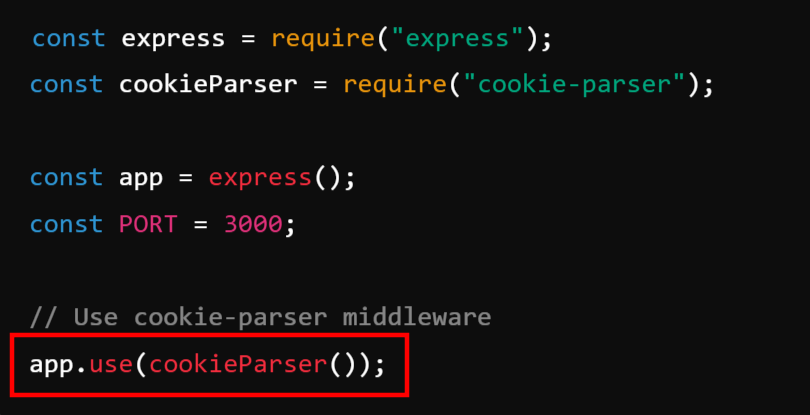 const express = require("express");
const cookieParser = require("cookie-parser");
const app = express();
const PORT = 3000;
// Use cookie-parser middleware
app.use(cookieParser());